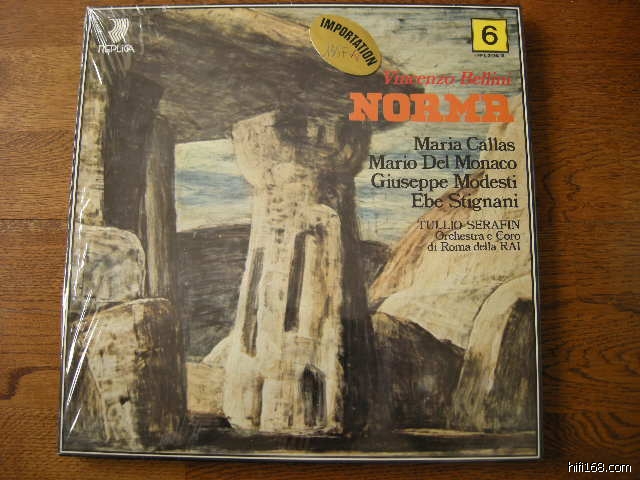 REPLICA
IMPORTATION
6
Vincenzo Bellini
NORMA
Maria Callas
Mario Del Monaco
Giuseppe Modesti
Ebe Stignani
TULLIO SERAFIN
Orchestra e Coro
di Roma della RAI
hifi168.com